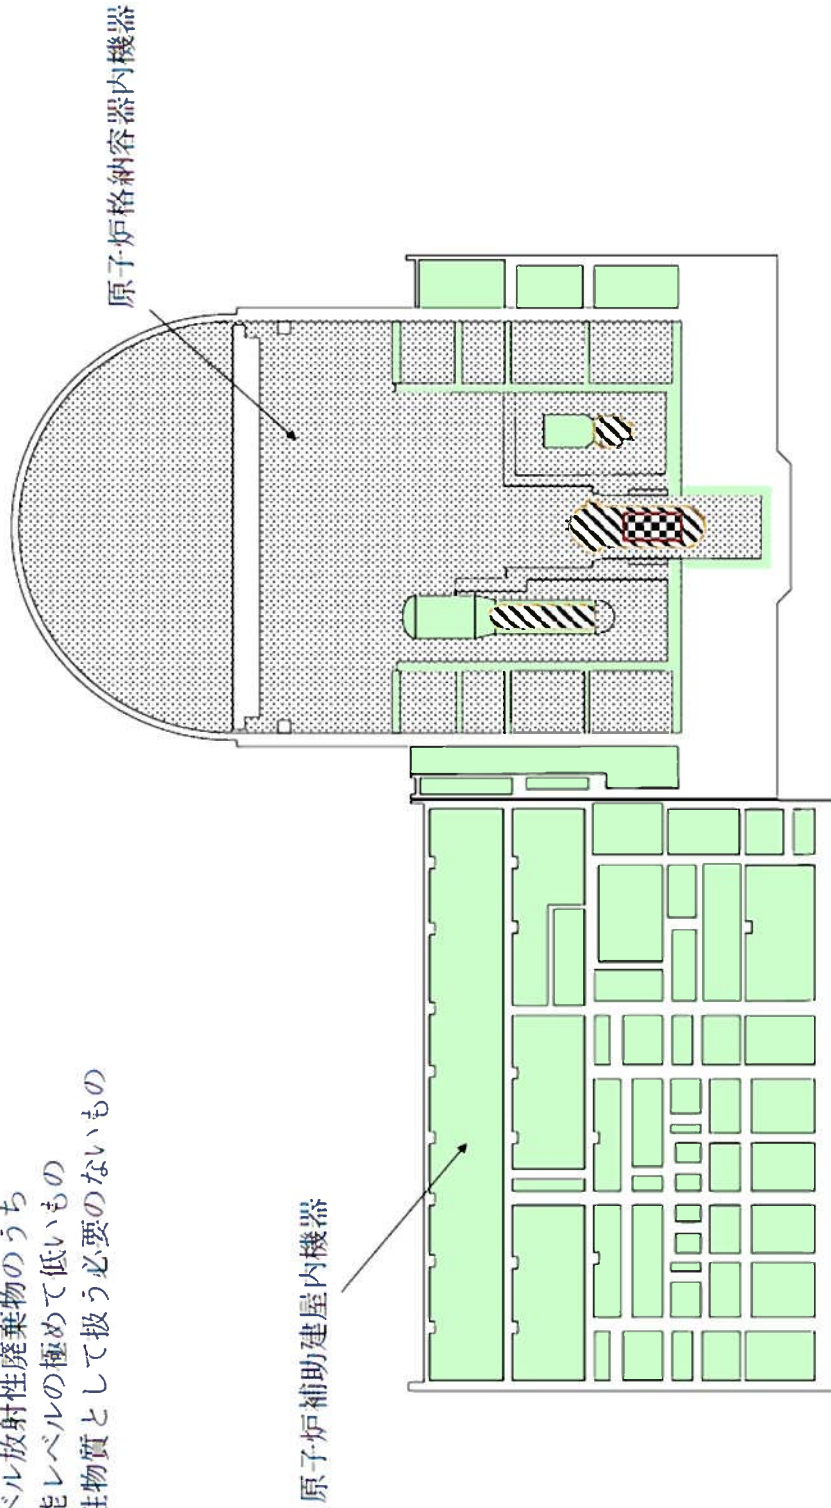 ベル放射性廃棄物のうち
レベルの極めて低いもの
物質として扱う必要のないもの
原子炉補助建屋内機器
原子炉格納容器内機器